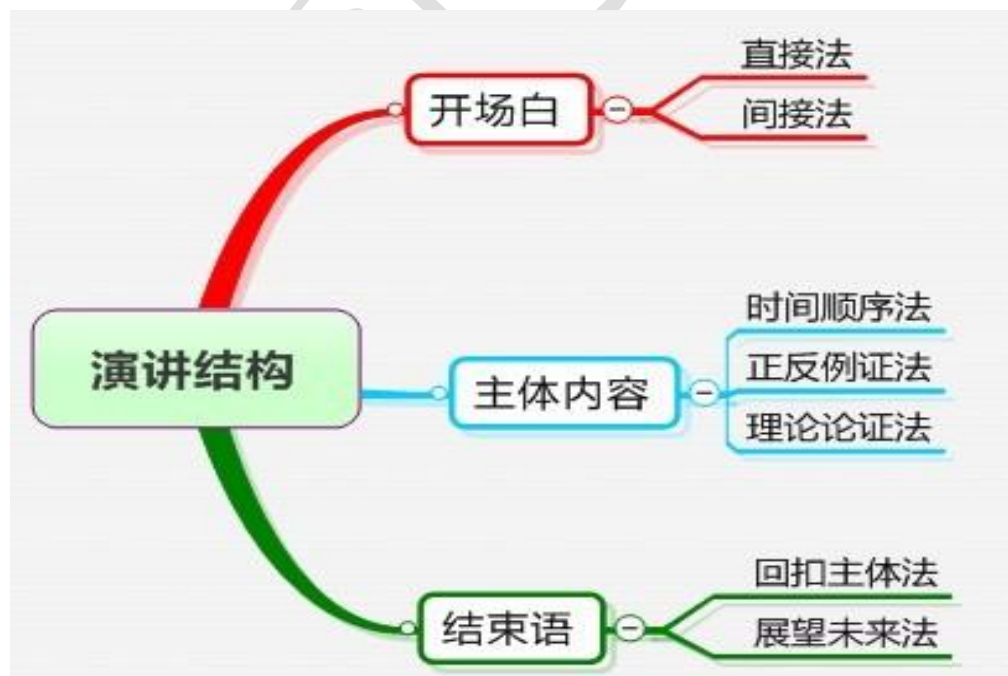 演讲结构
开场白
直接法
间接法
主体内容
时间顺序法
正反例证法
理论论证法
结束语
回扣主体法
展望未来法